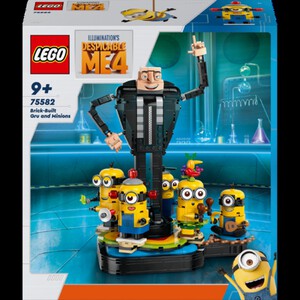 LEGO
ILLUMINATION'S
DESPICABLE
ME4
9+
75582
Brick-Built
Gru and Minions